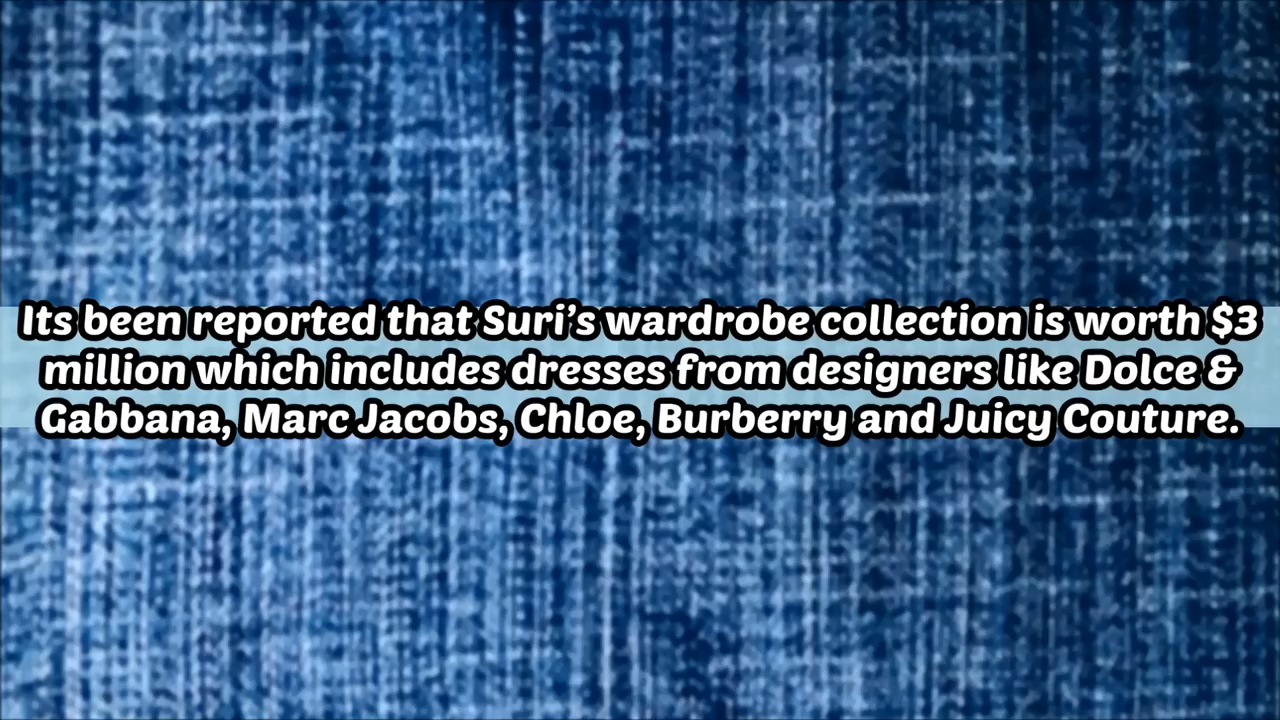 Its been reported that Suri’s wardrobe collection is worth $3
million which includes dresses from designers like Dolce &
Gabbana, Marc Jacobs, Chloe, Burberry and Juicy Couture.